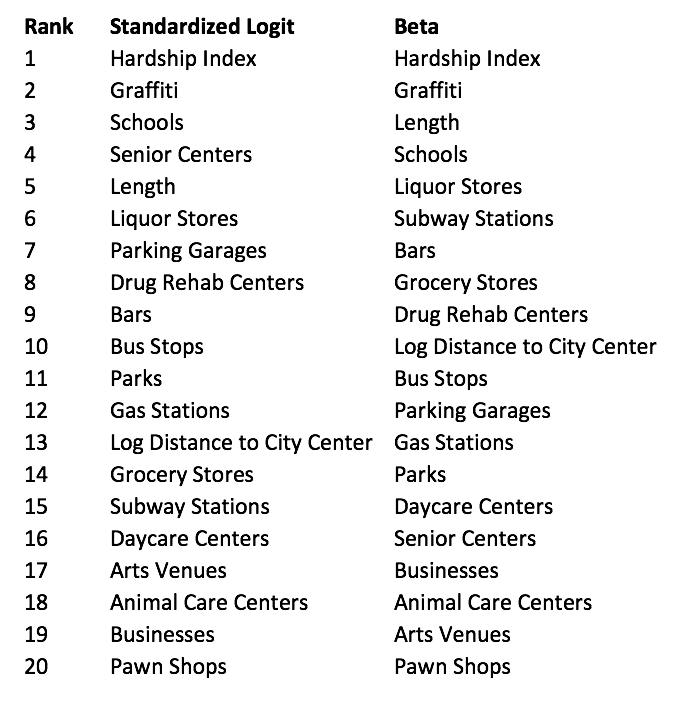 Rank Standardized Logit Beta
1 Hardship Index Hardship Index
2 Graffiti Graffiti
3 Schools Length
4 Senior Centers Schools
5 Length Liquor Stores
6 Liquor Stores Subway Stations
7 Parking Garages Bars
8 Drug Rehab Centers Grocery Stores
9 Bars Drug Rehab Centers
10 Bus Stops Log Distance to City Center
11 Parks Bus Stops
12 Gas Stations Parking Garages
13 Log Distance to City Center Gas Stations
14 Grocery Stores Parks
15 Subway Stations Daycare Centers
16 Daycare Centers Senior Centers
17 Arts Venues Businesses
18 Animal Care Centers Animal Care Centers
19 Businesses Arts Venues
20 Pawn Shops Pawn Shops